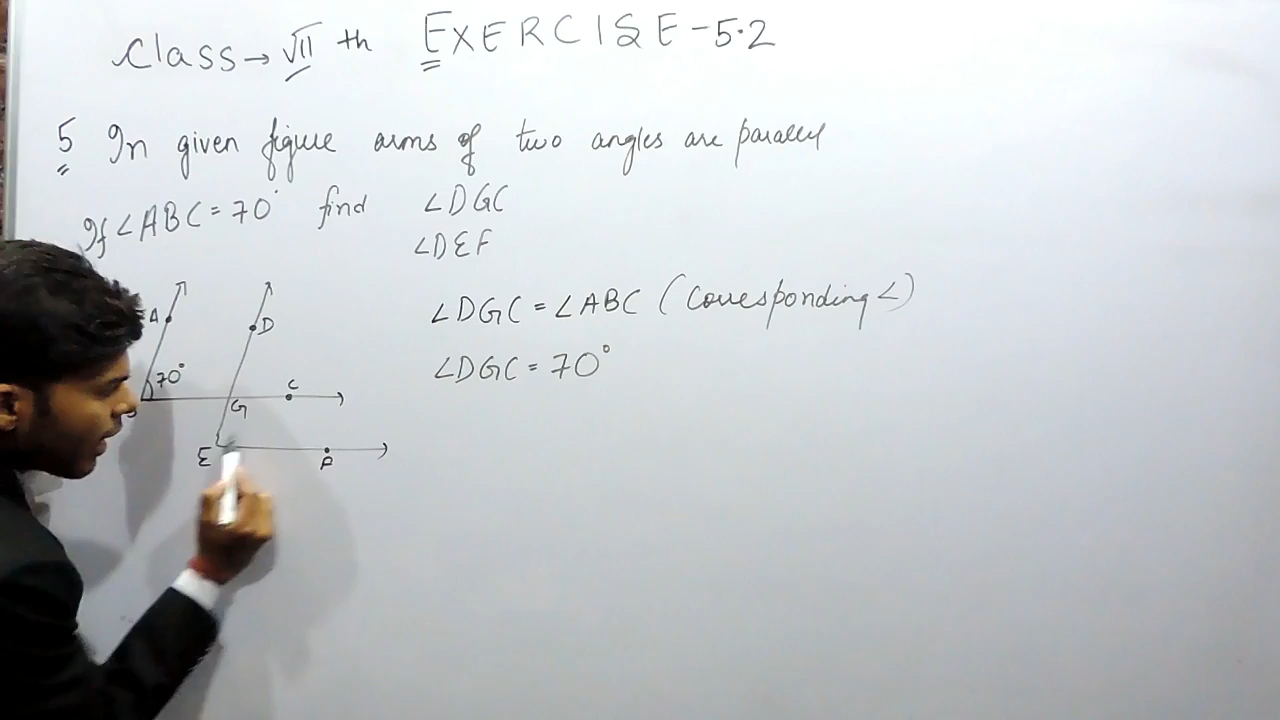 Class → VII th EXERCISE - 5.2
5 In given figure arms of two angles are parallel
If ∠ABC = 70° find ∠DGC
∠DEF
∠DGC = ∠ABC (Corresponding ∠)
∠DGC = 70°
A
D
70°
C
G
E
F